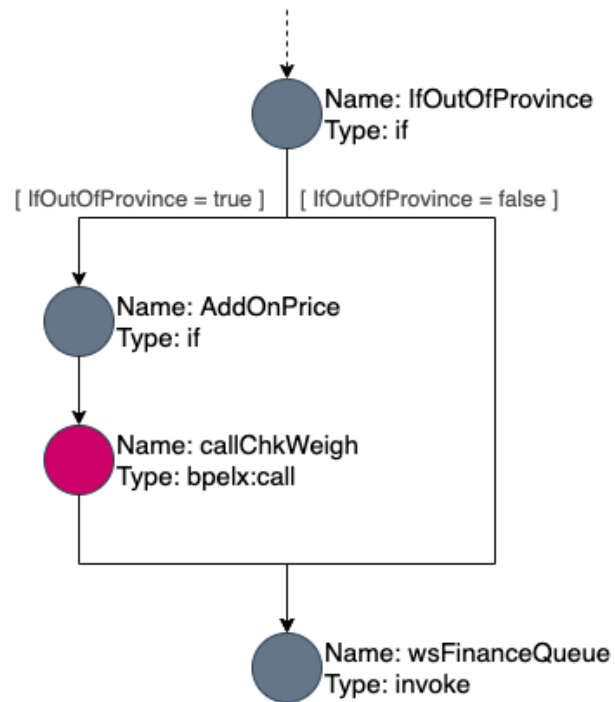 Name: IfOutOfProvince
Type: if
[ IfOutOfProvince = true ]
[ IfOutOfProvince = false ]
Name: AddOnPrice
Type: if
Name: callChkWeigh
Type: bpelx:call
Name: wsFinanceQueue
Type: invoke